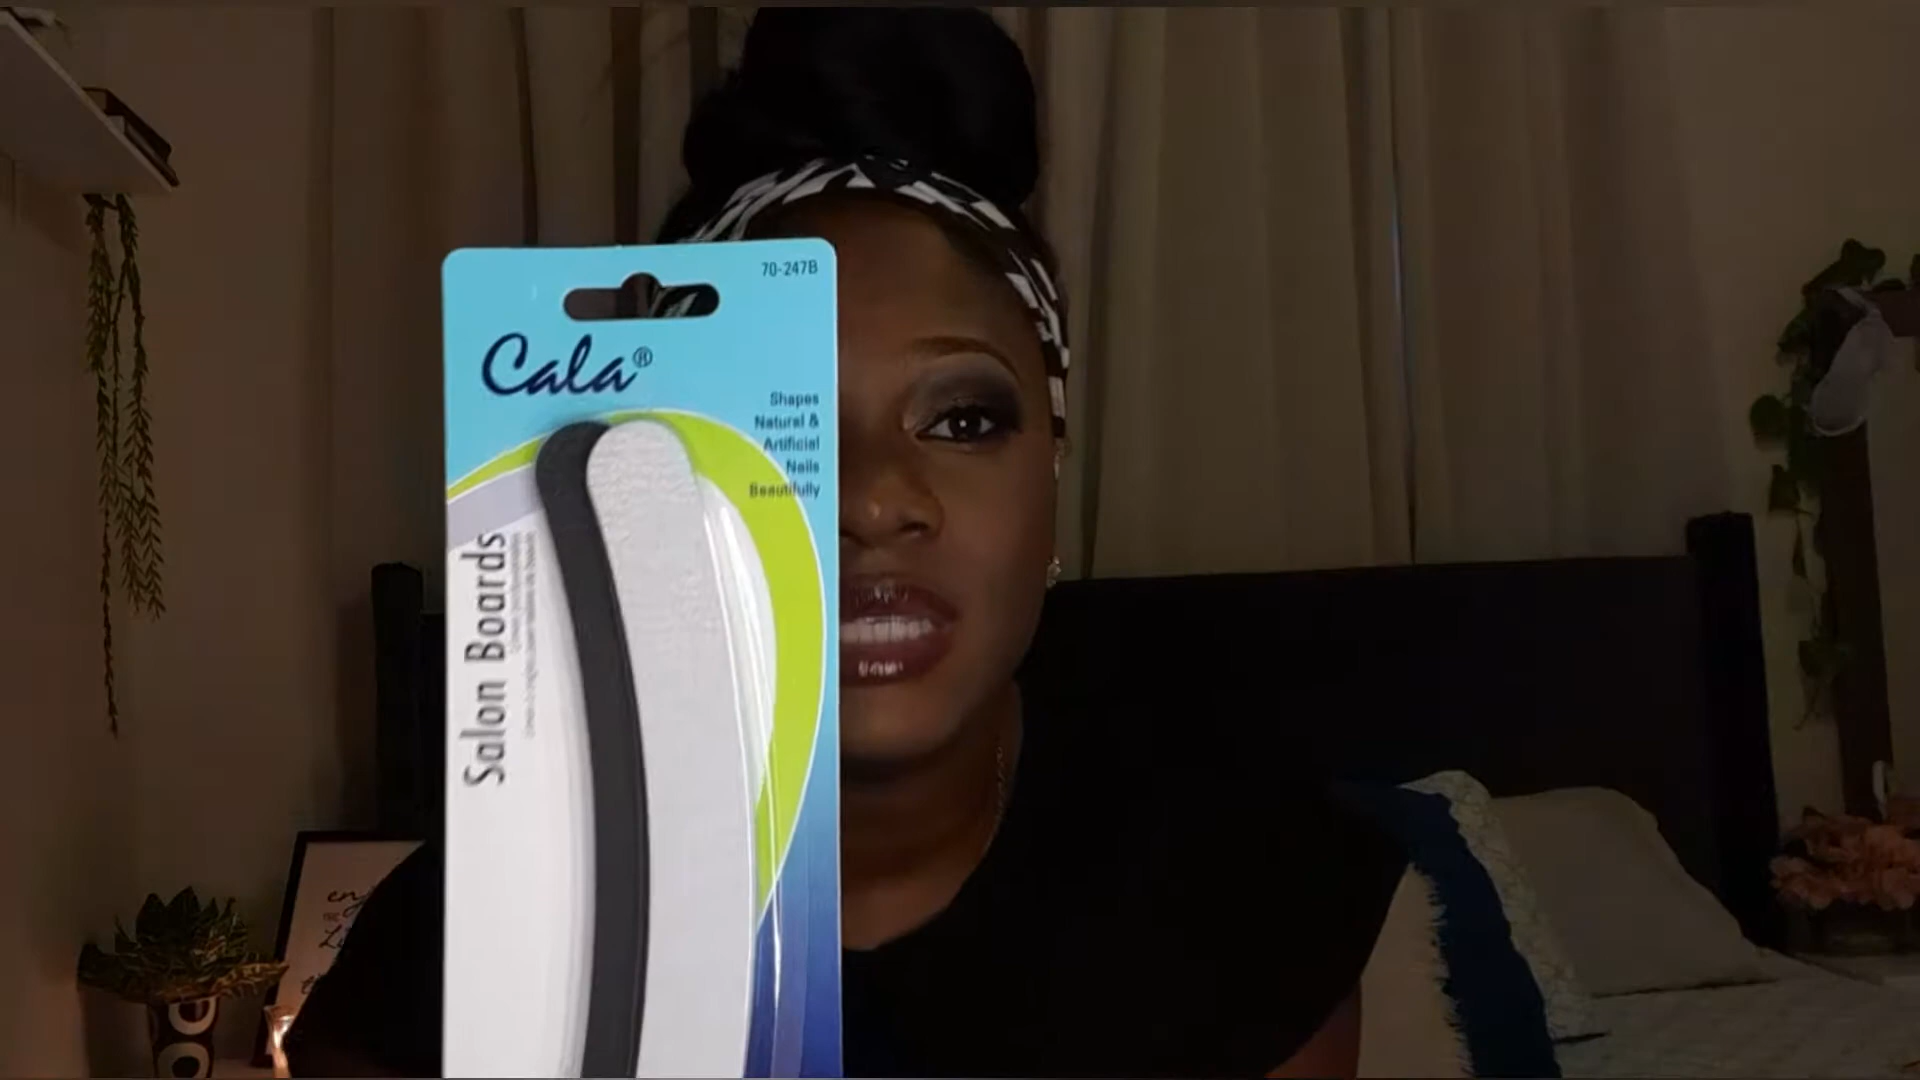 70-247B
Cala®
Shapes
Natural &
Artificial
Nails
Beautifully
Salon Boards